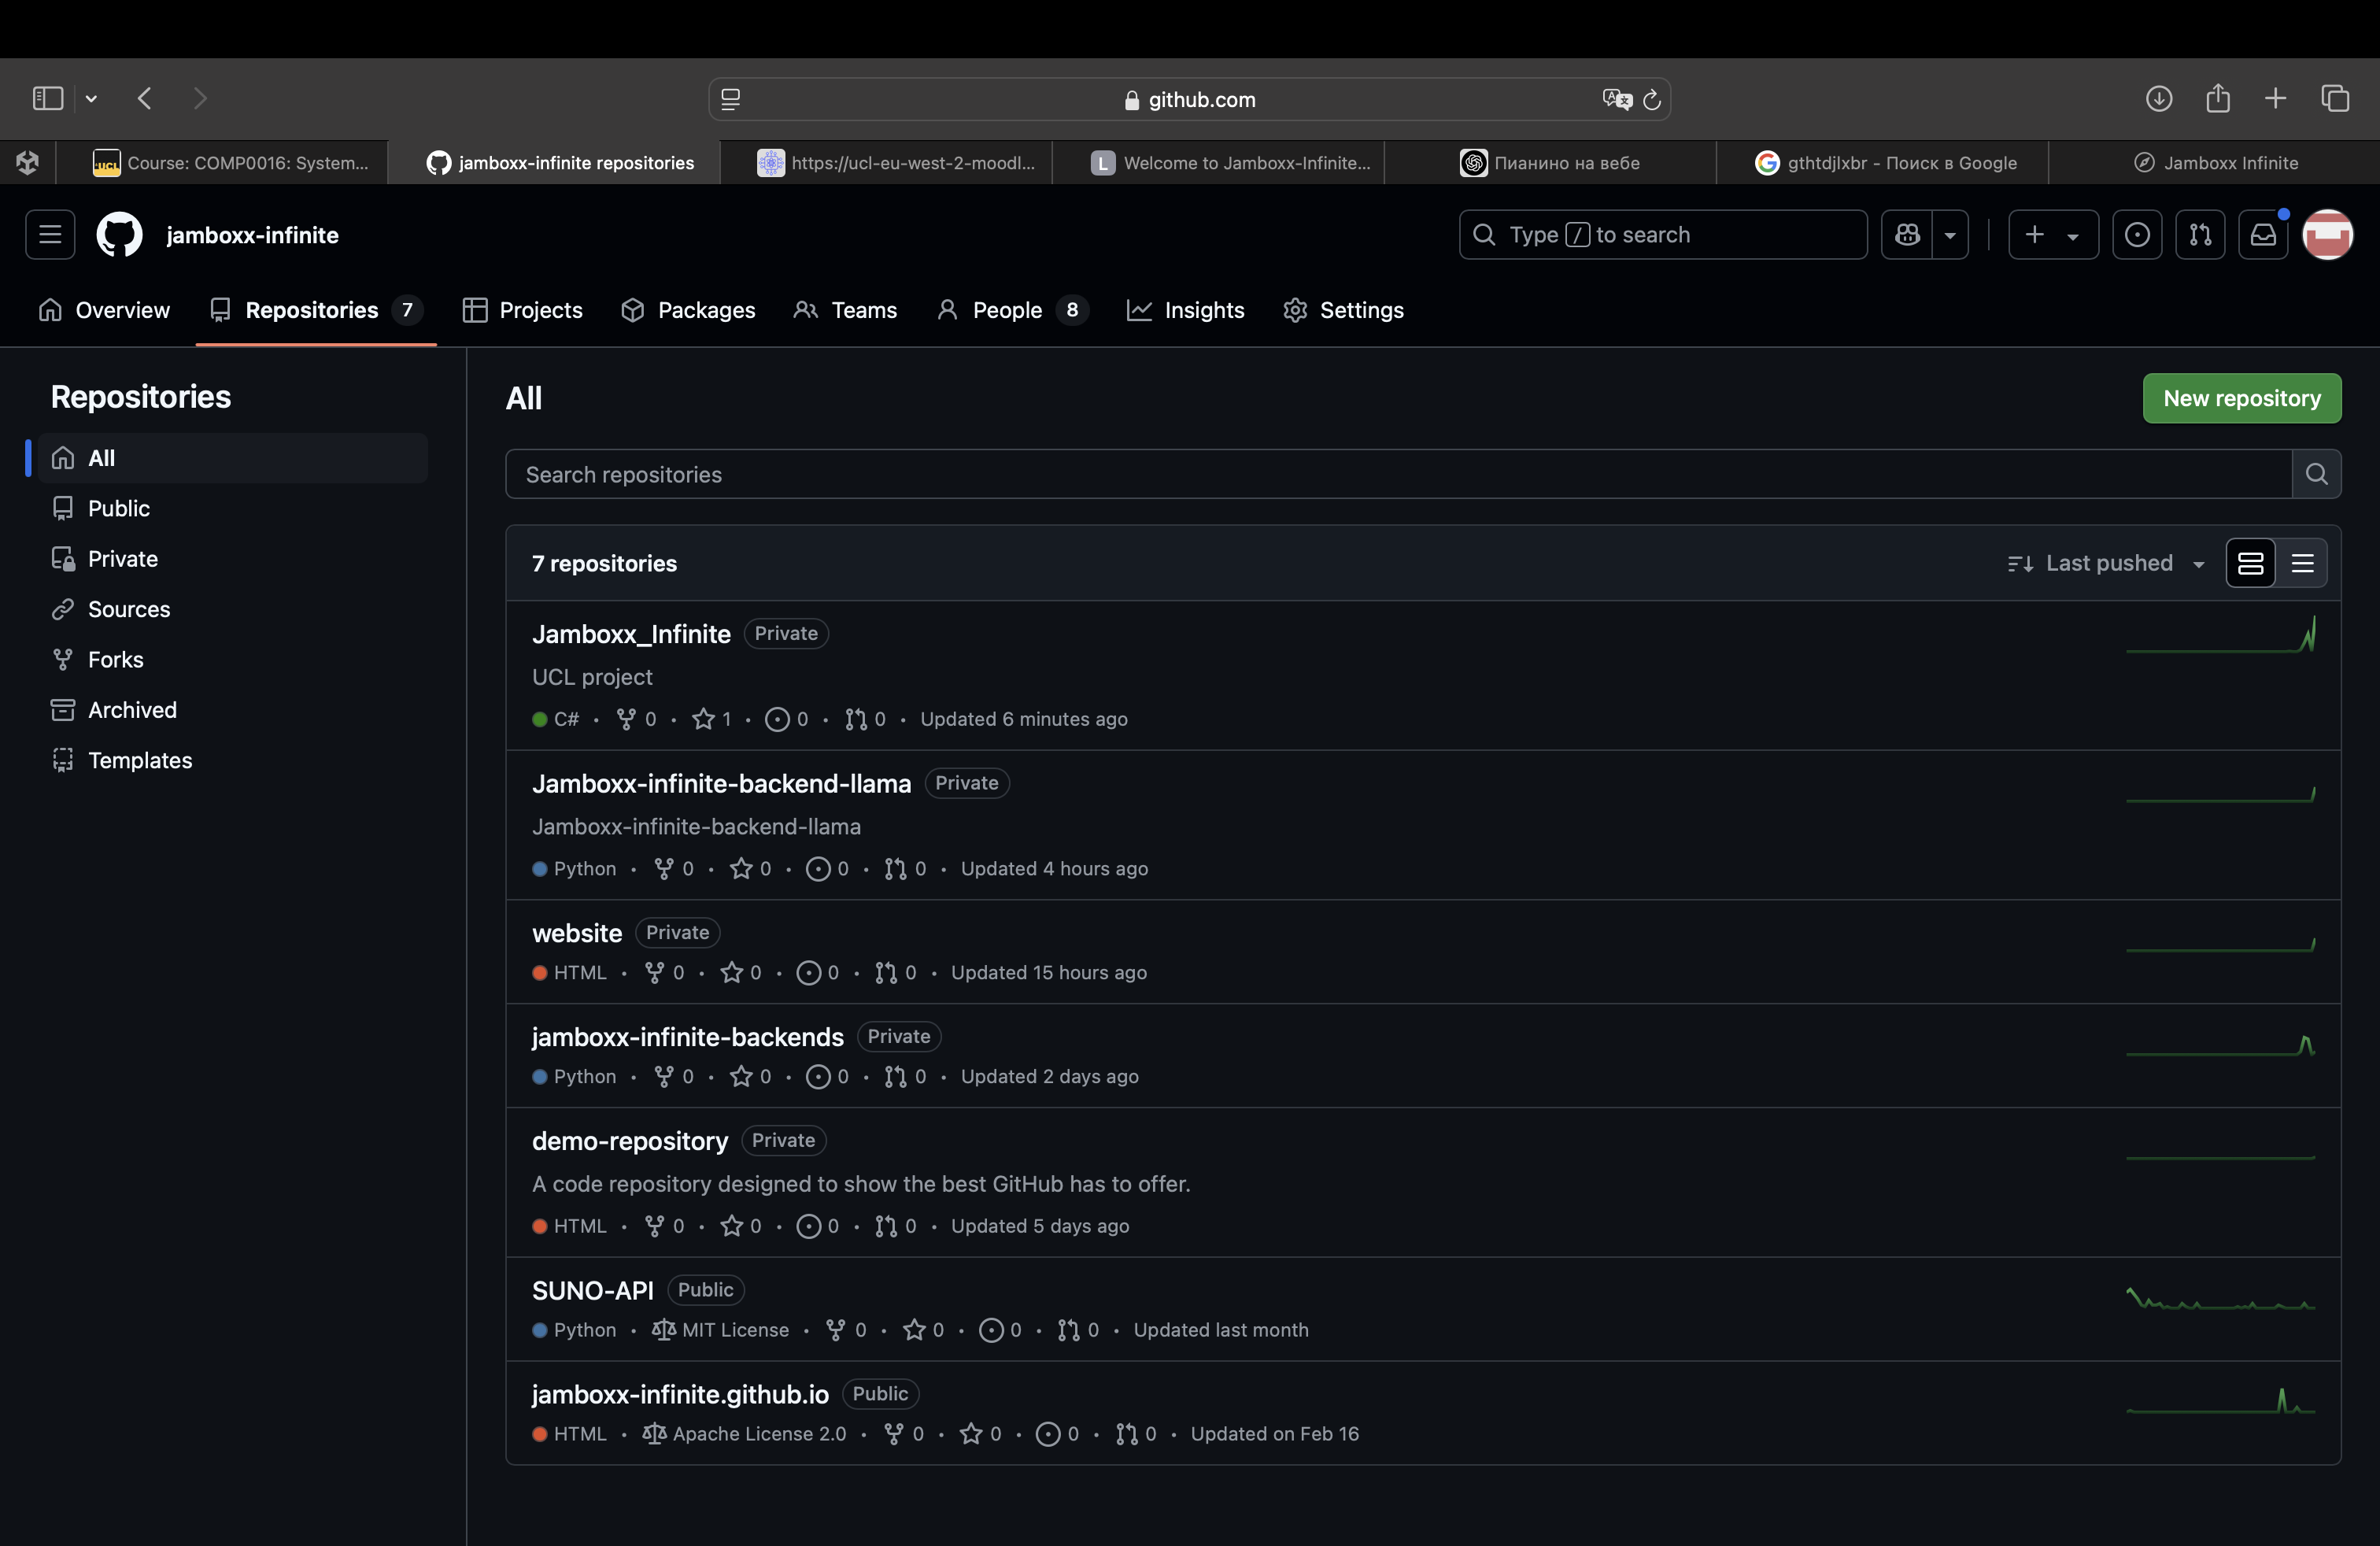 github.com
Course: COMP0016: System...
jamboxx-infinite repositories
https://ucl-eu-west-2-moodl...
L Welcome to Jamboxx-Infinite...
Пианино на вебе
gthtdjlxbr - Поиск в Google
Jamboxx Infinite
jamboxx-infinite
Type / to search
Overview
Repositories 7
Projects
Packages
Teams
People 8
Insights
Settings
Repositories
All
Public
Private
Sources
Forks
Archived
Templates
All
New repository
Search repositories
7 repositories
Last pushed
Jamboxx_Infinite Private
UCL project
C# • 0 • 1 • 0 • 0 • Updated 6 minutes ago
Jamboxx-infinite-backend-llama Private
Jamboxx-infinite-backend-llama
Python • 0 • 0 • 0 • 0 • Updated 4 hours ago
website Private
HTML • 0 • 0 • 0 • 0 • Updated 15 hours ago
jamboxx-infinite-backends Private
Python • 0 • 0 • 0 • 0 • Updated 2 days ago
demo-repository Private
A code repository designed to show the best GitHub has to offer.
HTML • 0 • 0 • 0 • 0 • Updated 5 days ago
SUNO-API Public
Python • MIT License • 0 • 0 • 0 • 0 • Updated last month
jamboxx-infinite.github.io Public
HTML • Apache License 2.0 • 0 • 0 • 0 • 0 • Updated on Feb 16